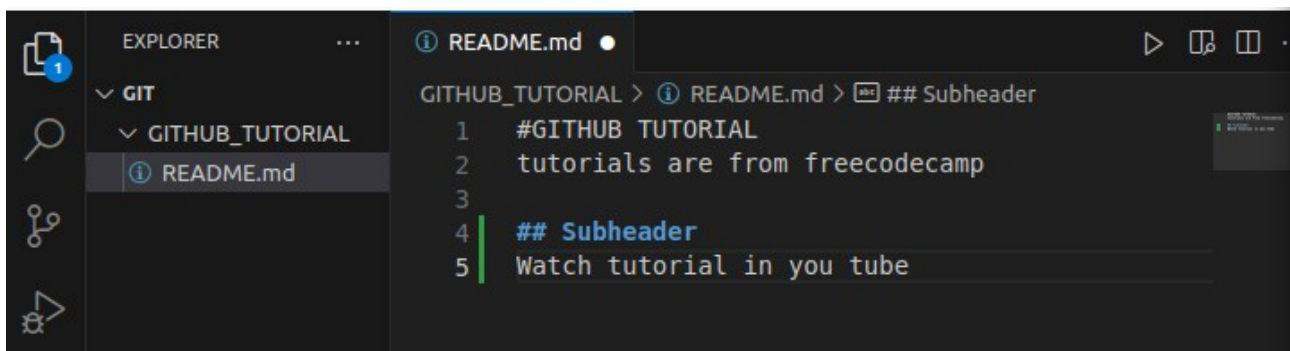 EXPLORER ...
README.md
1
GIT
GITHUB_TUTORIAL
README.md
GITHUB_TUTORIAL > README.md > ## Subheader
1 #GITHUB TUTORIAL
2 tutorials are from freecodecamp
3
4 ## Subheader
5 Watch tutorial in you tube